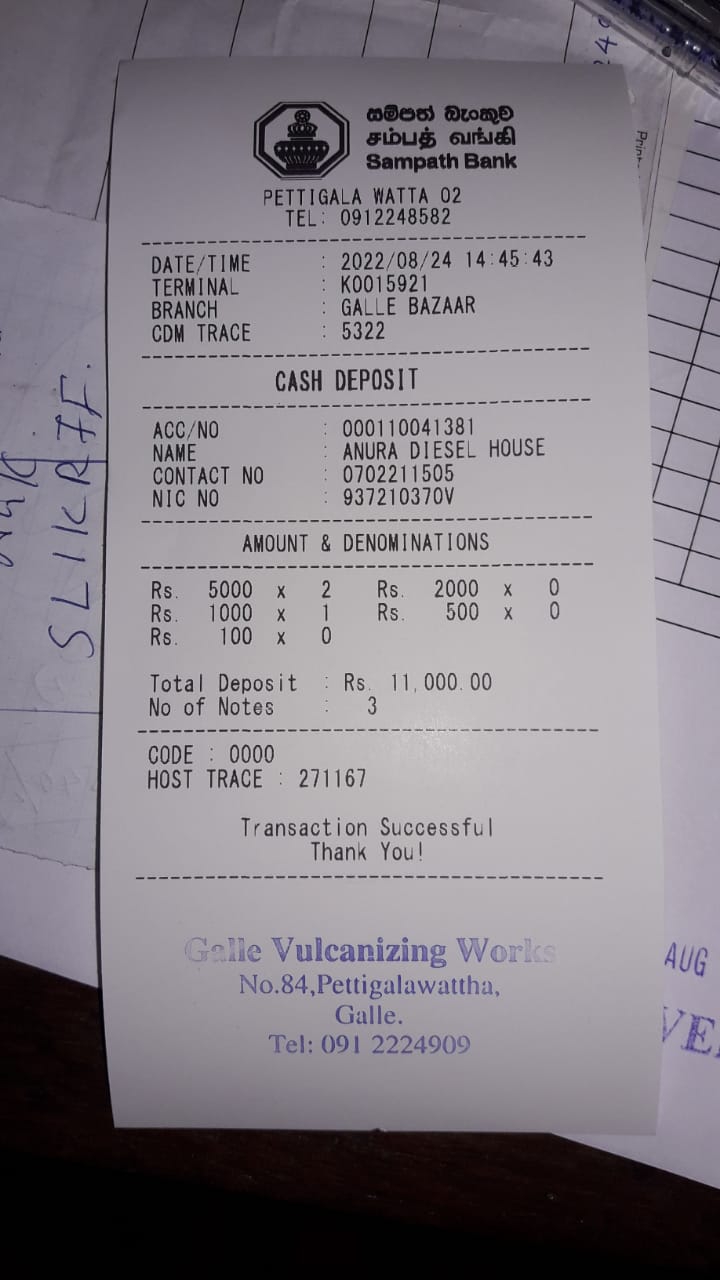 සම්පත් බැංකුව
சம்பத் வங்கி
Sampath Bank
PETTIGALA WATTA 02
TEL: 0912248582
DATE/TIME : 2022/08/24 14:45:43
TERMINAL : K0015921
BRANCH : GALLE BAZAAR
CDM TRACE : 5322
CASH DEPOSIT
ACC/NO : 000110041381
NAME : ANURA DIESEL HOUSE
CONTACT NO : 0702211505
NIC NO : 937210370V
AMOUNT & DENOMINATIONS
Rs. 5000 x 2 Rs. 2000 x 0
Rs. 1000 x 1 Rs. 500 x 0
Rs. 100 x 0
Total Deposit : Rs. 11,000.00
No of Notes : 3
CODE : 0000
HOST TRACE : 271167
Transaction Successful
Thank You!
Galle Vulcanizing Works
No.84,Pettigalawattha,
Galle.
Tel: 091 2224909
AUG